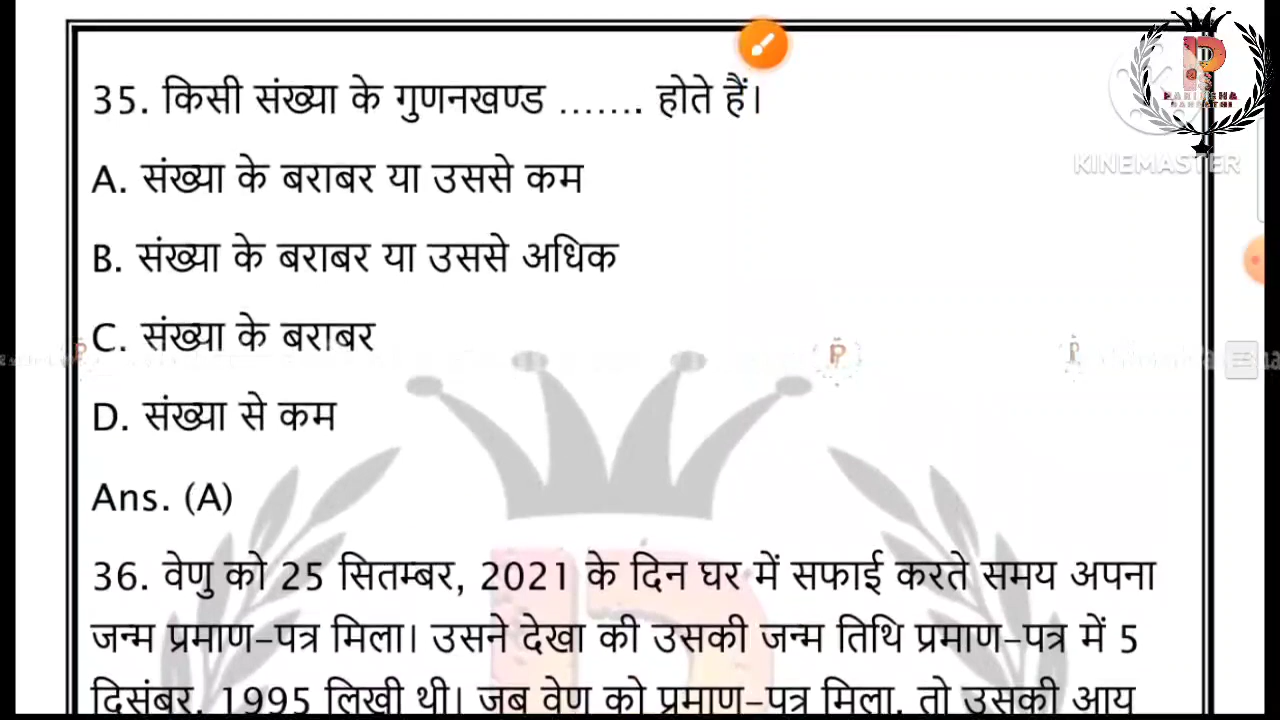 35. किसी संख्या के गुणनखण्ड ....... होते हैं।
A. संख्या के बराबर या उससे कम
B. संख्या के बराबर या उससे अधिक
C. संख्या के बराबर
D. संख्या से कम
Ans. (A)
36. वेणु को 25 सितम्बर, 2021 के दिन घर में सफाई करते समय अपना
जन्म प्रमाण-पत्र मिला। उसने देखा की उसकी जन्म तिथि प्रमाण-पत्र में 5
दिसंबर, 1995 लिखी थी। जब वेणु को प्रमाण-पत्र मिला, तो उसकी आयु
KINEMASTER